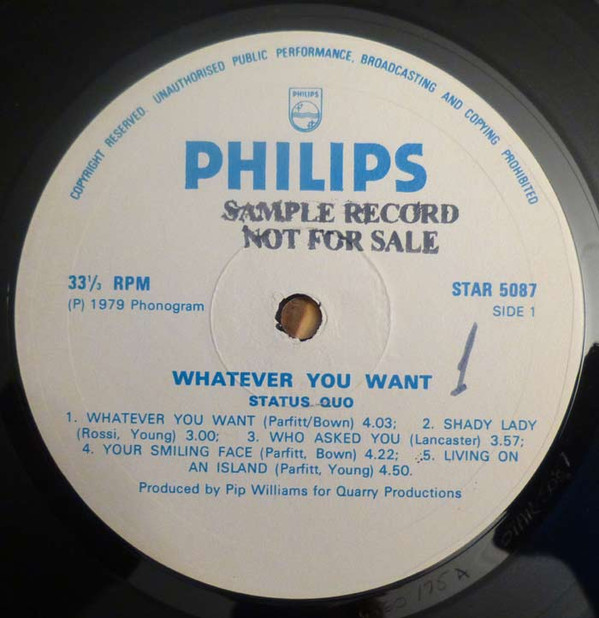 COPYRIGHT RESERVED. UNAUTHORISED PUBLIC PERFORMANCE, BROADCASTING AND COPYING PROHIBITED
PHILIPS
PHILIPS
SAMPLE RECORD
NOT FOR SALE
33⅓ RPM
(P) 1979 Phonogram
STAR 5087
SIDE 1
1
WHATEVER YOU WANT
STATUS QUO
1. WHATEVER YOU WANT (Parfitt/Bown) 4.03; 2. SHADY LADY
(Rossi, Young) 3.00; 3. WHO ASKED YOU (Lancaster) 3.57;
4. YOUR SMILING FACE (Parfitt, Bown) 4.22; 5. LIVING ON
AN ISLAND (Parfitt, Young) 4.50.
Produced by Pip Williams for Quarry Productions